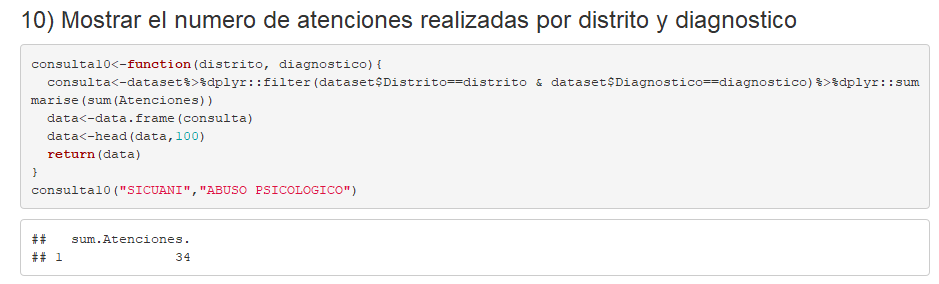 10) Mostrar el numero de atenciones realizadas por distrito y diagnostico
consulta10<-function(distrito, diagnostico){
  consulta<-dataset%>%dplyr::filter(dataset$Distrito==distrito & dataset$Diagnostico==diagnostico)%>%dplyr::sum
marise(sum(Atenciones))
  data<-data.frame(consulta)
  data<-head(data,100)
  return(data)
}
consulta10("SICUANI","ABUSO PSICOLOGICO")
##   sum.Atenciones.
## 1              34